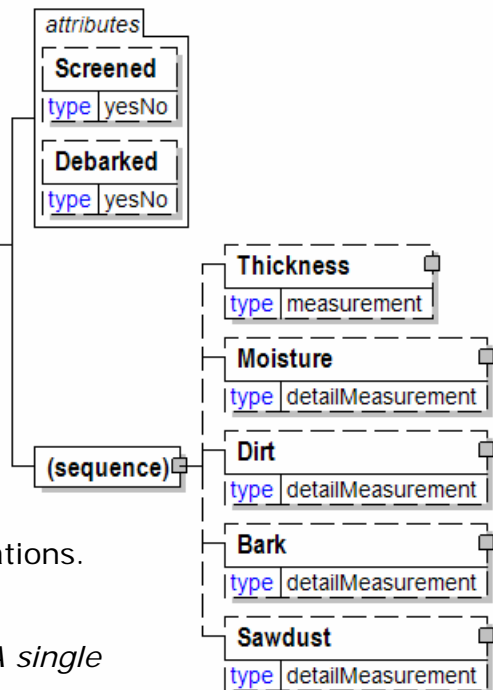 attributes
Screened
type yesNo
Debarked
type yesNo
Thickness
type measurement
Moisture
type detailMeasurement
(sequence)
Dirt
type detailMeasurement
Bark
type detailMeasurement
Sawdust
type detailMeasurement
single